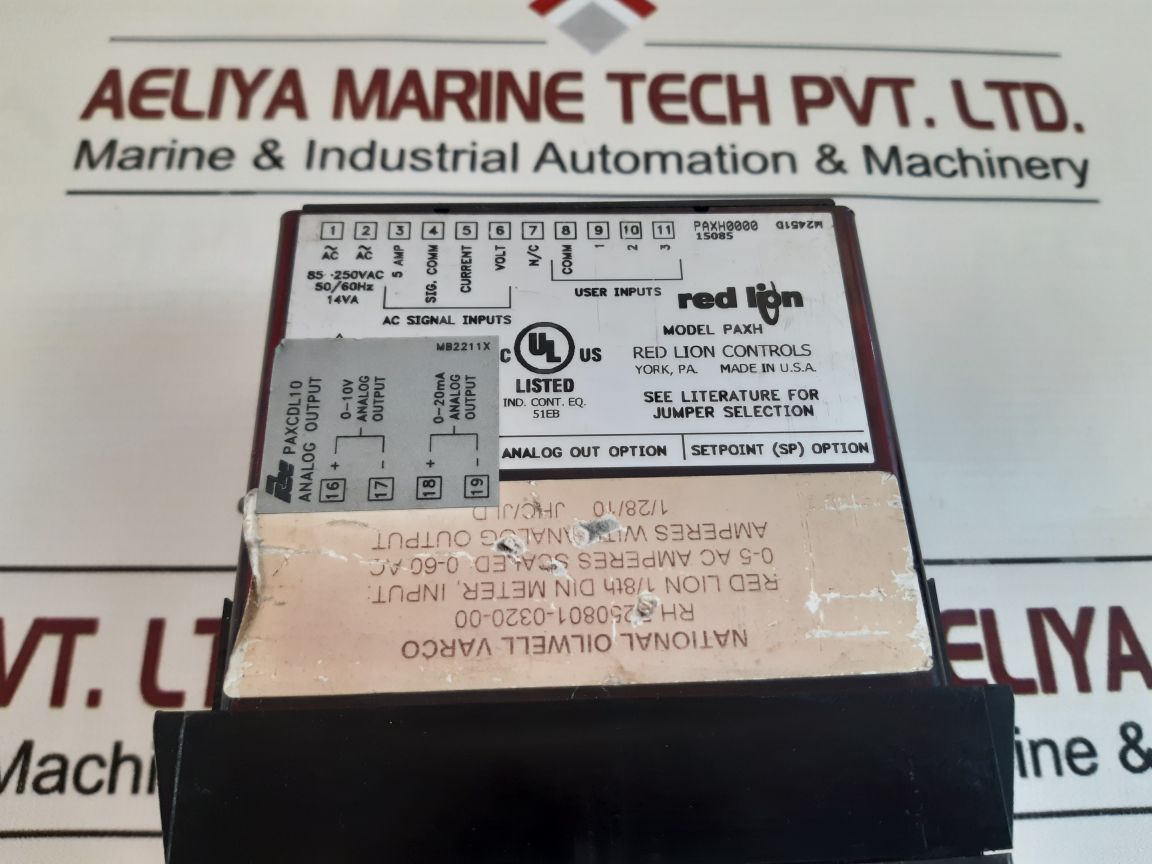 AELIYA MARINE TECH PVT. LTD.
Marine & Industrial Automation & Machinery
1 2 3 4 5 6 7 8 9 10 11
AC AC 5 AMP SIG. COMM CURRENT VOLT N/C COMM 1 2 3
85-250VAC
50/60Hz
14VA
AC SIGNAL INPUTS
USER INPUTS
PAXH0000
15085
M2451D
red lion
MODEL PAXH
RED LION CONTROLS
YORK, PA. MADE IN U.S.A.
SEE LITERATURE FOR
JUMPER SELECTION
C UL US
LISTED
IND. CONT. EQ.
51EB
ANALOG OUT OPTION
SETPOINT (SP) OPTION
MB2211X
PAXCDL10
ANALOG OUTPUT
0-10V
ANALOG
OUTPUT
0-20mA
ANALOG
OUTPUT
16 + 17 - 18 + 19 -
NATIONAL OILWELL VARCO
0-5 AC AMPERES SCALED, 0-60 AC
RED LION 1/8th DIN METER, INPUT:
AMPERES WITH ANALOG OUTPUT
1/28/10 JHC/JLD
VT. LT
Machi
ELIYA
ine &